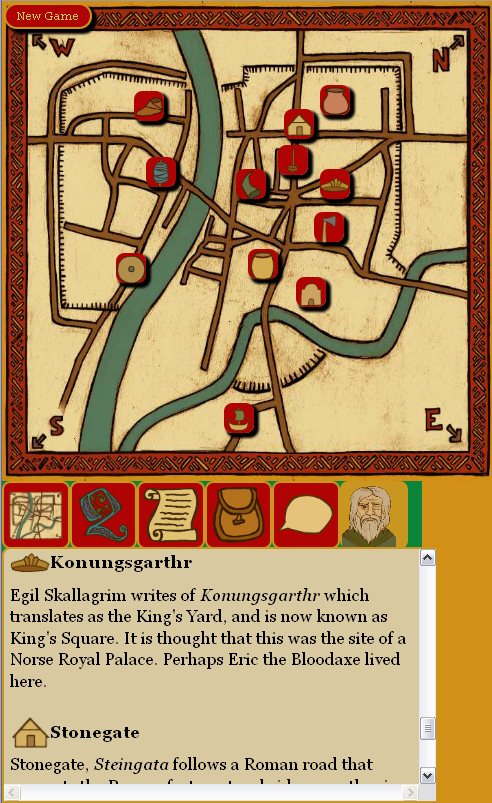 New Game
W
N
S
E
Konungsgarthr
Egil Skallagrim writes of Konungsgarthr which
translates as the King's Yard, and is now known as
King's Square. It is thought that this was the site of a
Norse Royal Palace. Perhaps Eric the Bloodaxe lived
here.
Stonegate
Stonegate, Steingata follows a Roman road that